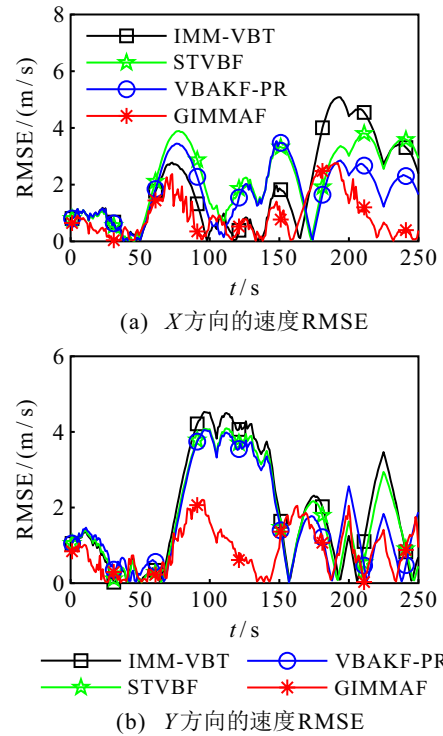 8
6
4
2
0
RMSE/(m/s)
IMM-VBT
STVBF
VBAKF-PR
GIMMAF
0 50 100 150 200 250
t/s
(a) X方向的速度RMSE
6
4
2
0
RMSE/(m/s)
0 50 100 150 200 250
t/s
IMM-VBT VBAKF-PR
STVBF GIMMAF
(b) Y方向的速度RMSE